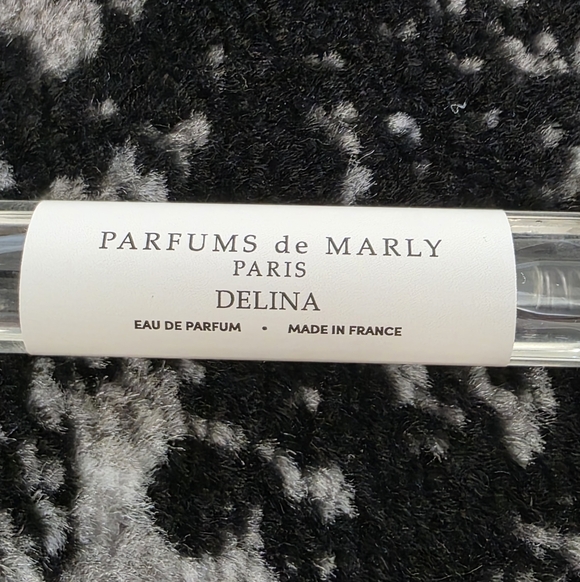 PARFUMS de MARLY
PARIS
DELINA
EAU DE PARFUM • MADE IN FRANCE